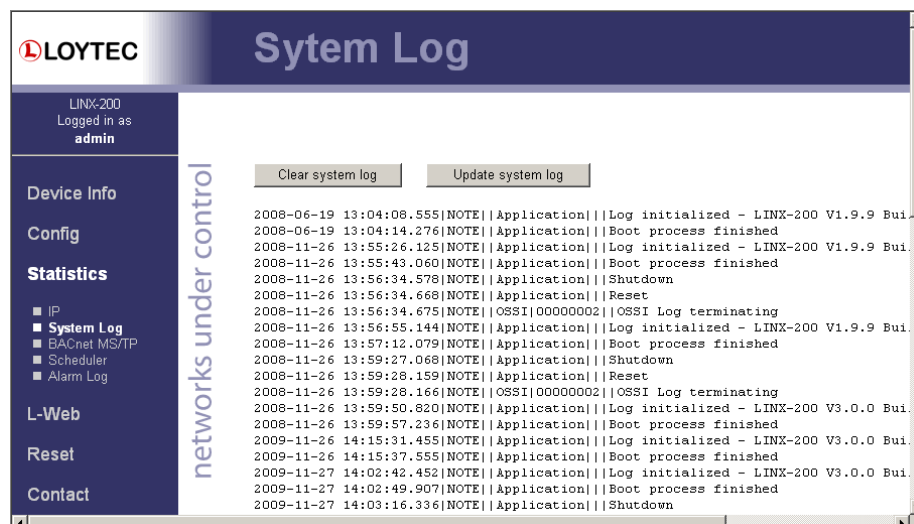 LOYTEC
Sytem Log
LINX-200
Logged in as
admin
Device Info
Config
Statistics
IP
System Log
BACnet MS/TP
Scheduler
Alarm Log
L-Web
Reset
Contact
networks under control
Clear system log
Update system log
2008-06-19 13:04:08.555|NOTE||Application|||Log initialized - LINX-200 V1.9.9 Bui
2008-06-19 13:04:14.276|NOTE||Application|||Boot process finished
2008-11-26 13:55:26.125|NOTE||Application|||Log initialized - LINX-200 V1.9.9 Bui
2008-11-26 13:55:43.060|NOTE||Application|||Boot process finished
2008-11-26 13:56:34.578|NOTE||Application|||Shutdown
2008-11-26 13:56:34.668|NOTE||Application|||Reset
2008-11-26 13:56:34.675|NOTE||OSSI|00000002||OSSI Log terminating
2008-11-26 13:56:55.144|NOTE||Application|||Log initialized - LINX-200 V1.9.9 Bui
2008-11-26 13:57:12.079|NOTE||Application|||Boot process finished
2008-11-26 13:59:27.068|NOTE||Application|||Shutdown
2008-11-26 13:59:28.159|NOTE||Application|||Reset
2008-11-26 13:59:28.166|NOTE||OSSI|00000002||OSSI Log terminating
2008-11-26 13:59:50.820|NOTE||Application|||Log initialized - LINX-200 V3.0.0 Bui
2008-11-26 13:59:57.236|NOTE||Application|||Boot process finished
2009-11-26 14:15:31.455|NOTE||Application|||Log initialized - LINX-200 V3.0.0 Bui
2009-11-26 14:15:37.555|NOTE||Application|||Boot process finished
2009-11-27 14:02:42.452|NOTE||Application|||Log initialized - LINX-200 V3.0.0 Bui
2009-11-27 14:02:49.907|NOTE||Application|||Boot process finished
2009-11-27 14:03:16.336|NOTE||Application|||Shutdown